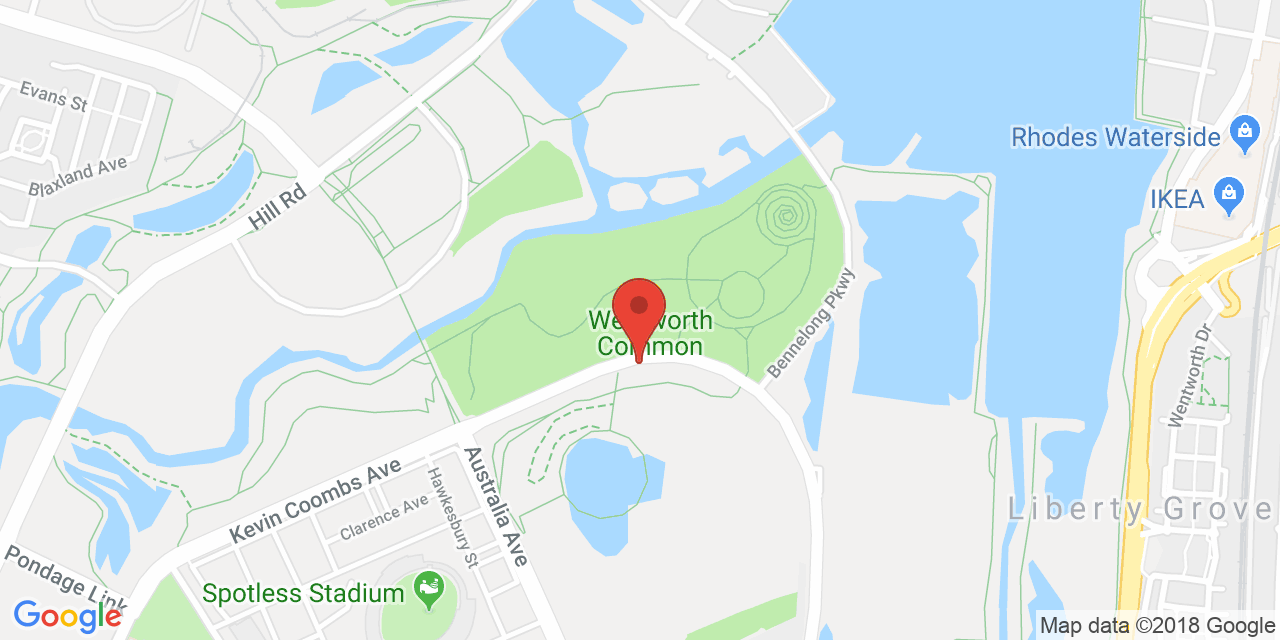 Evans St
Blaxland Ave
Hill Rd
Rhodes Waterside
IKEA
Bennelong Pkwy
Wentworth Dr
Common
Kevin Coombs Ave
Clarence Ave
Hawkesbury St
Australia Ave
Liberty Grove
Pondage Link
Spotless Stadium
Google
Map data ©2018 Google